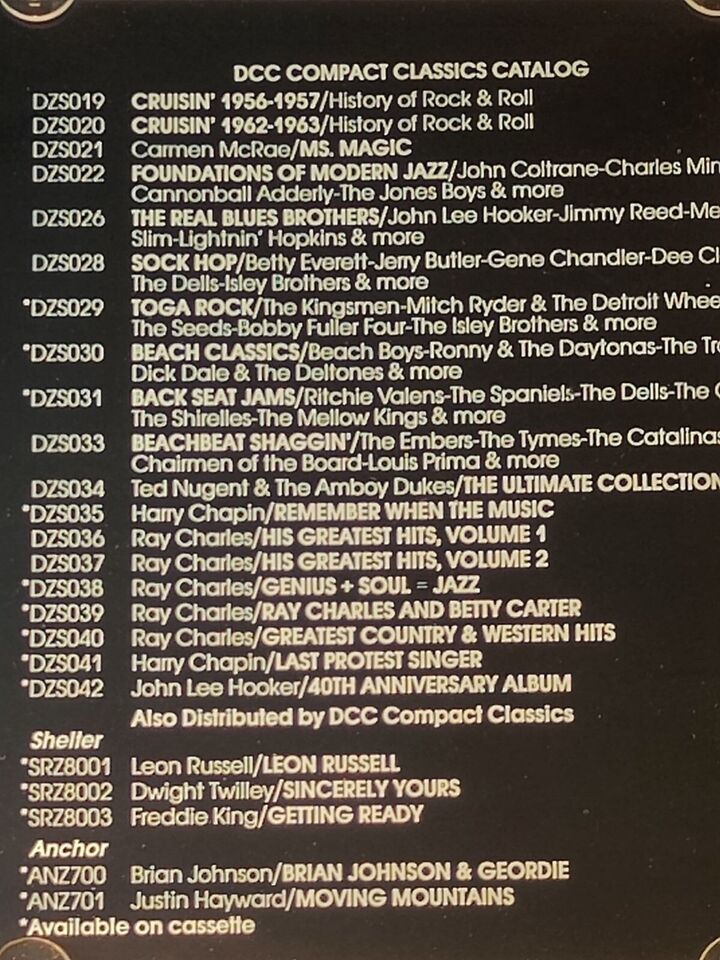 DCC COMPACT CLASSICS CATALOG
DZS019 CRUISIN' 1956-1957/History of Rock & Roll
DZS020 CRUISIN' 1962-1963/History of Rock & Roll
DZS021 Carmen McRae/MS. MAGIC
DZS022 FOUNDATIONS OF MODERN JAZZ/John Coltrane-Charles Min
Cannonball Adderly-The Jones Boys & more
DZS026 THE REAL BLUES BROTHERS/John Lee Hooker-Jimmy Reed-Me
Slim-Lightnin' Hopkins & more
DZS028 SOCK HOP/Betty Everett-Jerry Butler-Gene Chandler-Dee Cl
The Dells-Isley Brothers & more
*DZS029 TOGA ROCK/The Kingsmen-Mitch Ryder & The Detroit Whee
The Seeds-Bobby Fuller Four-The Isley Brothers & more
*DZS030 BEACH CLASSICS/Beach Boys-Ronny & The Daytonas-The Tr
Dick Dale & The Deltones & more
*DZS031 BACK SEAT JAMS/Ritchie Valens-The Spaniels-The Dells-The
The Shirelles-The Mellow Kings & more
DZS033 BEACHBEAT SHAGGIN'/The Embers-The Tymes-The Catalinas
Chairmen of the Board-Louis Prima & more
DZS034 Ted Nugent & The Amboy Dukes/THE ULTIMATE COLLECTION
*DZS035 Harry Chapin/REMEMBER WHEN THE MUSIC
DZS036 Ray Charles/HIS GREATEST HITS, VOLUME 1
DZS037 Ray Charles/HIS GREATEST HITS, VOLUME 2
*DZS038 Ray Charles/GENIUS + SOUL = JAZZ
*DZS039 Ray Charles/RAY CHARLES AND BETTY CARTER
*DZS040 Ray Charles/GREATEST COUNTRY & WESTERN HITS
*DZS041 Harry Chapin/LAST PROTEST SINGER
*DZS042 John Lee Hooker/40TH ANNIVERSARY ALBUM
Also Distributed by DCC Compact Classics
Shelter
*SRZ8001 Leon Russell/LEON RUSSELL
*SRZ8002 Dwight Twilley/SINCERELY YOURS
*SRZ8003 Freddie King/GETTING READY
Anchor
*ANZ700 Brian Johnson/BRIAN JOHNSON & GEORDIE
*ANZ701 Justin Hayward/MOVING MOUNTAINS
*Available on cassette